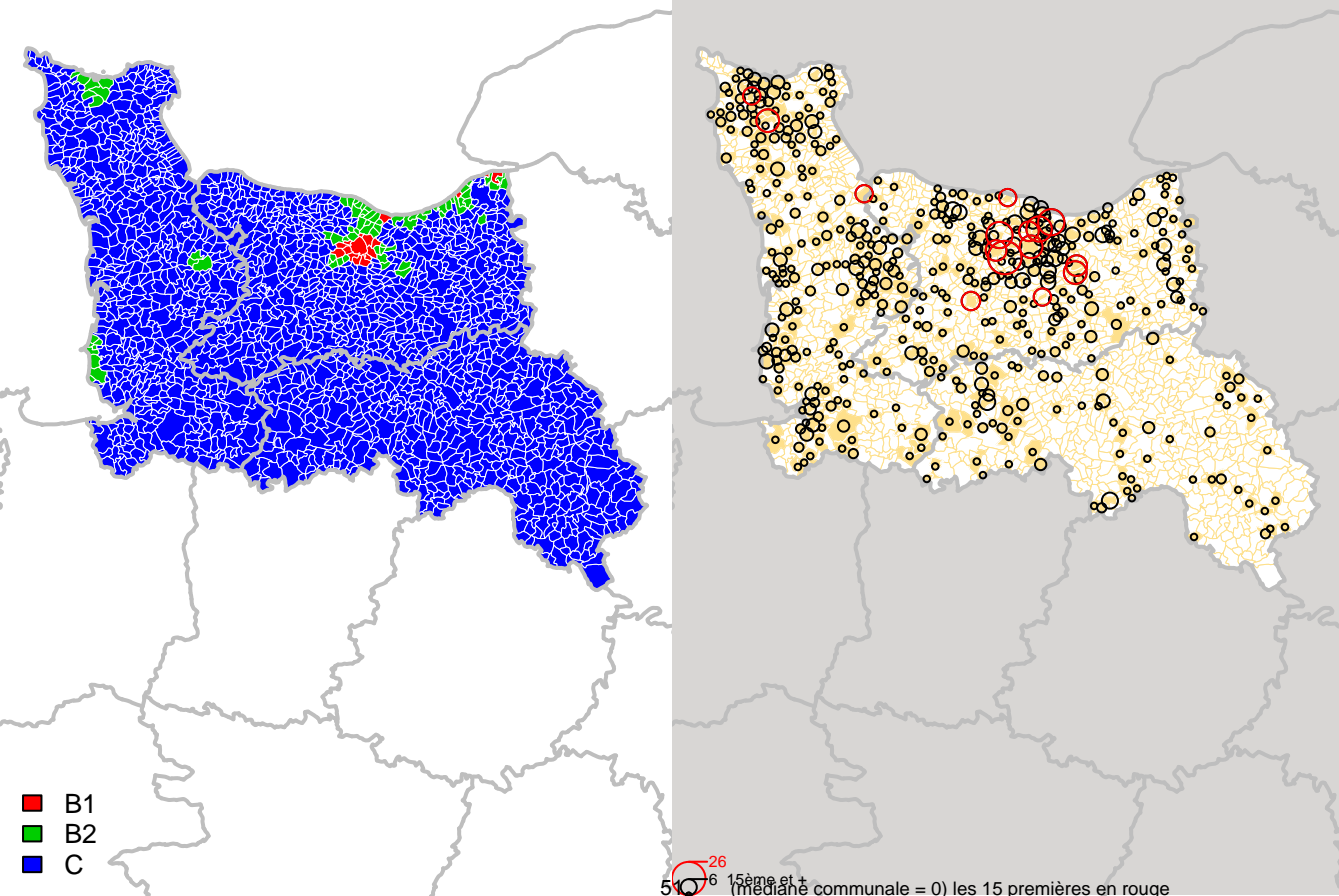 B1
B2
C
26
6 15ème et +
51
(médiane communale = 0) les 15 premières en rouge